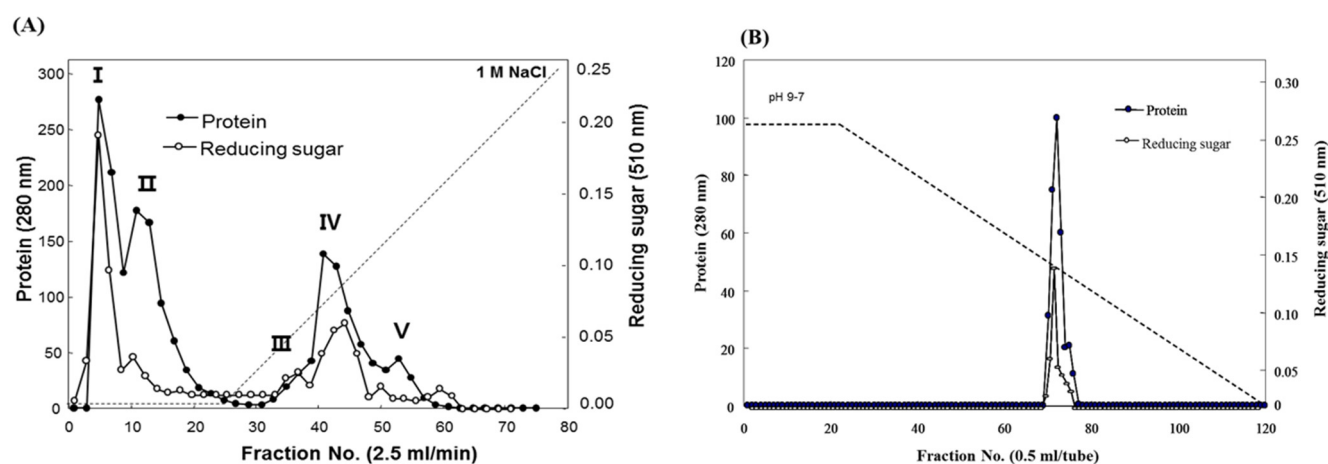 (A)
I
II
III
IV
V
1 M NaCl
Protein
Reducing sugar
Protein (280 nm)
300
250
200
150
100
50
0
Reducing sugar (510 nm)
0.25
0.20
0.15
0.10
0.05
0.00
0 10 20 30 40 50 60 70 80
Fraction No. (2.5 ml/min)
(B)
pH 9-7
Protein
Reducing sugar
Protein (280 nm)
120
100
80
60
40
20
0
Reducing sugar (510 nm)
0.30
0.25
0.20
0.15
0.10
0.05
0
0 20 40 60 80 100 120
Fraction No. (0.5 ml/tube)